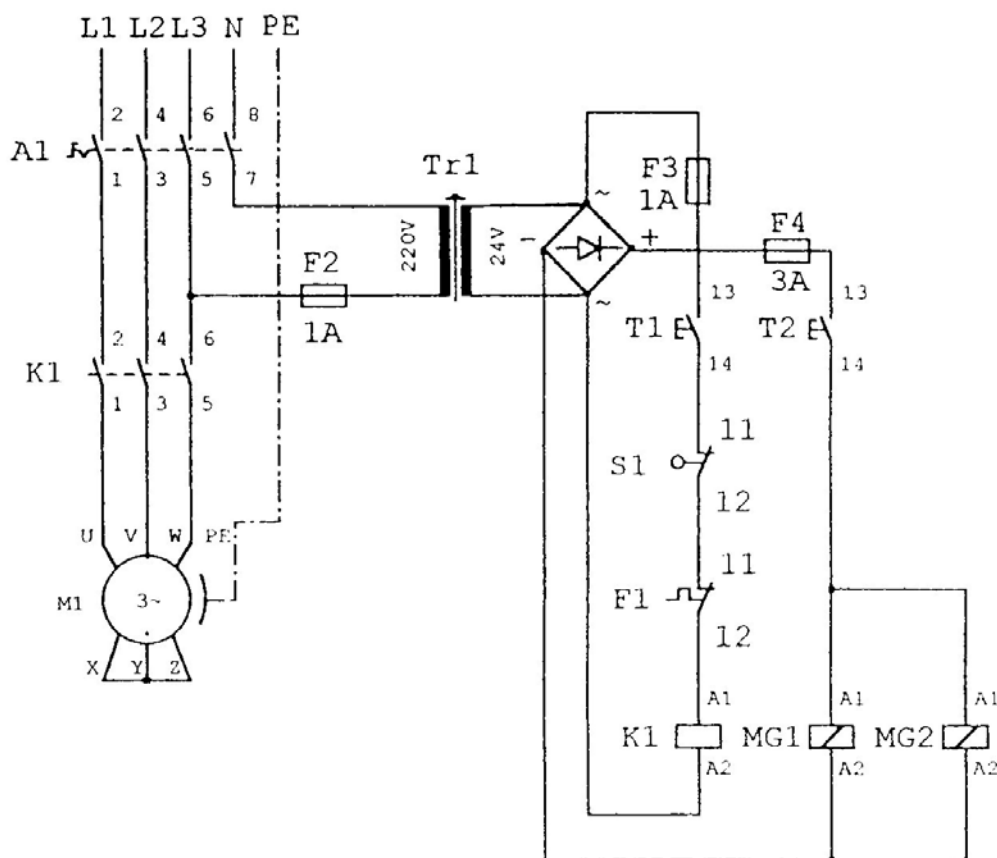 L1 L2 L3 N PE
2 4 6 8
A1
1 3 5 7
Tr1
220V
24V
~
-
+
~
F2
1A
F3
1A
F4
3A
13 13
T1 T2
14 14
2 4 6
K1
1 3 5
11
S1
12
11
F1
12
U V W PE
M1 3~
X Y Z
A1 A1 A1
K1 MG1 MG2
A2 A2 A2